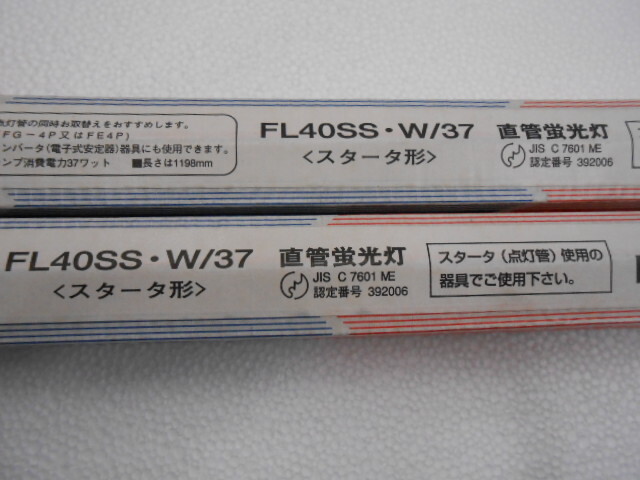 点灯管の同時お取替えをおすすめします。
FG-4P又はFE4P)
ンバータ(電子式安定器)器具にも使用できます。
ンプ消費電力37ワット ■長さは1198mm
FL40SS・W/37
<スタータ形>
直管蛍光灯
JIS C 7601 ME
認定番号 392006
FL40SS・W/37
<スタータ形>
直管蛍光灯
JIS C 7601 ME
認定番号 392006
スタータ(点灯管)使用の
器具でご使用下さい。